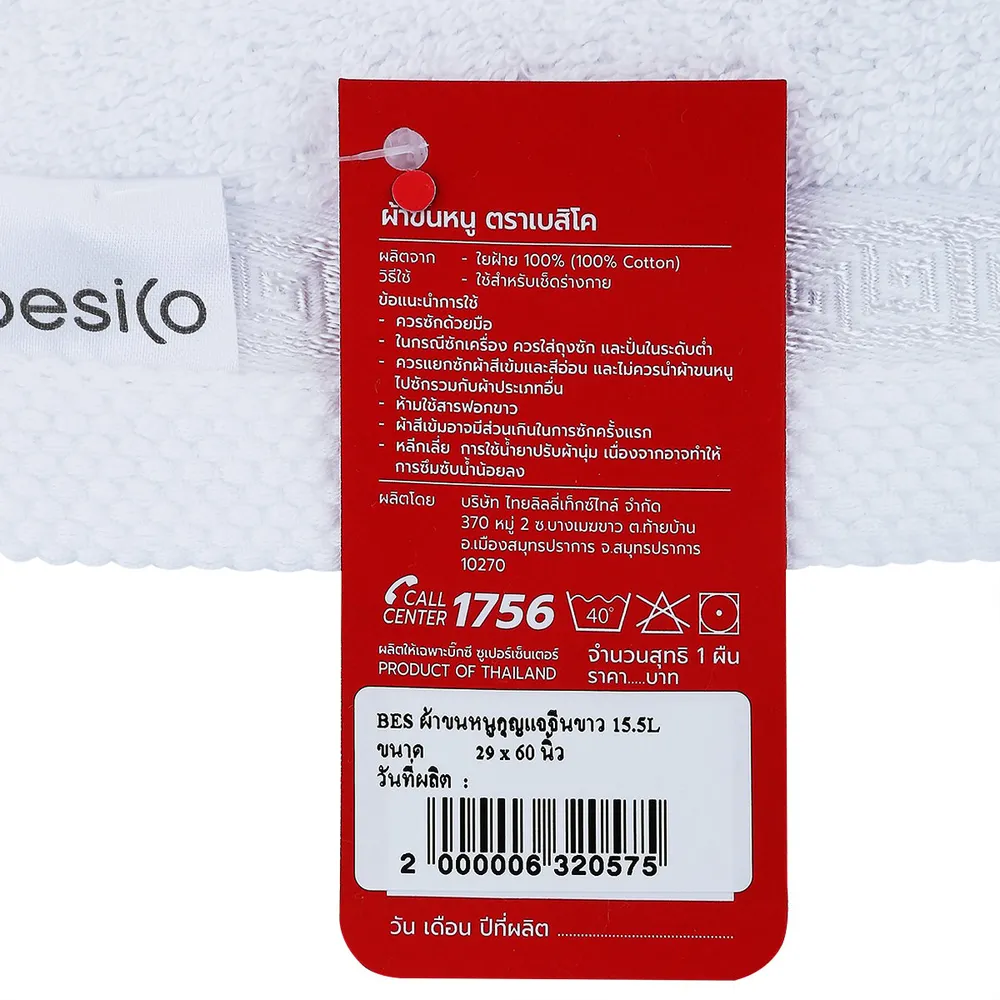 besico
ผ้าขนหนู ตราเบสิโค
ผลิตจาก - ใยฝ้าย 100% (100% Cotton)
วิธีใช้ - ใช้สำหรับเช็ดร่างกาย
ข้อแนะนำการใช้
- ควรซักด้วยมือ
- ในกรณีซักเครื่อง ควรใส่ถุงซัก และปั่นในระดับต่ำ
- ควรแยกซักผ้าสีเข้มและสีอ่อน และไม่ควรนำผ้าขนหนู
ไปซักรวมกับผ้าประเภทอื่น
- ห้ามใช้สารฟอกขาว
- ผ้าสีเข้มอาจมีส่วนเกินในการซักครั้งแรก
- หลีกเลี่ย การใช้น้ำยาปรับผ้านุ่ม เนื่องจากอาจทำให้
การซึมซับน้ำน้อยลง
ผลิตโดย บริษัท ไทยลิลลี่เท็กซ์ไทล์ จำกัด
370 หมู่ 2 ซ.บางเมฆขาว ต.ท้ายบ้าน
อ.เมืองสมุทรปราการ จ.สมุทรปราการ
10270
CALL CENTER 1756 40°
ผลิตให้เฉพาะบิ๊กซี ซูเปอร์เซ็นเตอร์ จำนวนสุทธิ 1 ผืน
PRODUCT OF THAILAND ราคา.....บาท
BES ผ้าขนหนูกุญแจจีนขาว 15.5L
ขนาด 29 x 60 นิ้ว
วันที่ผลิต :
2 000006 320575
วัน เดือน ปีที่ผลิต ........................................